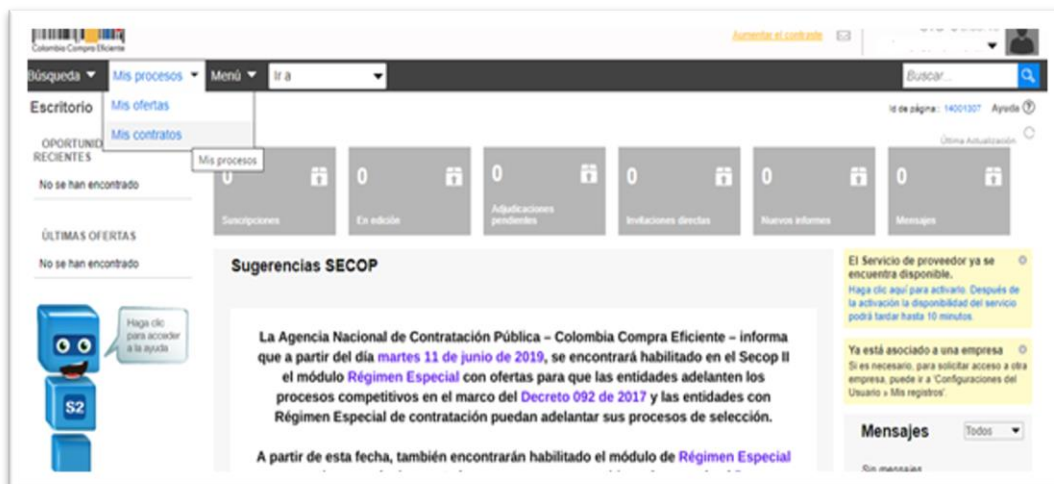 Colombia Compra Eficiente
Aumentar el contraste
Búsqueda Mis procesos Menú Ir a Buscar...
Escritorio
Mis ofertas
Mis contratos
Mis procesos
Id de página: 14001307 Ayuda
Última Actualización
OPORTUNID
RECIENTES
No se han encontrado
0 0 0 0 0 0
Suscripciones
En edición
Adjudicaciones
pendientes
Invitaciones directas
Nuevos informes
Mensajes
ÚLTIMAS OFERTAS
No se han encontrado
Haga clic
para acceder
a la ayuda
S2
Sugerencias SECOP
La Agencia Nacional de Contratación Pública – Colombia Compra Eficiente – informa
que a partir del día martes 11 de junio de 2019, se encontrará habilitado en el Secop II
el módulo Régimen Especial con ofertas para que las entidades adelanten los
procesos competitivos en el marco del Decreto 092 de 2017 y las entidades con
Régimen Especial de contratación puedan adelantar sus procesos de selección.
A partir de esta fecha, también encontrarán habilitado el módulo de Régimen Especial
El Servicio de proveedor ya se
encuentra disponible.
Haga clic aquí para activarlo. Después de
la activación la disponibilidad del servicio
podrá tardar hasta 10 minutos.
Ya está asociado a una empresa
Si es necesario, para solicitar acceso a otra
empresa, puede ir a 'Configuraciones del
Usuario » Mis registros'.
Mensajes Todos
Sin mensajes